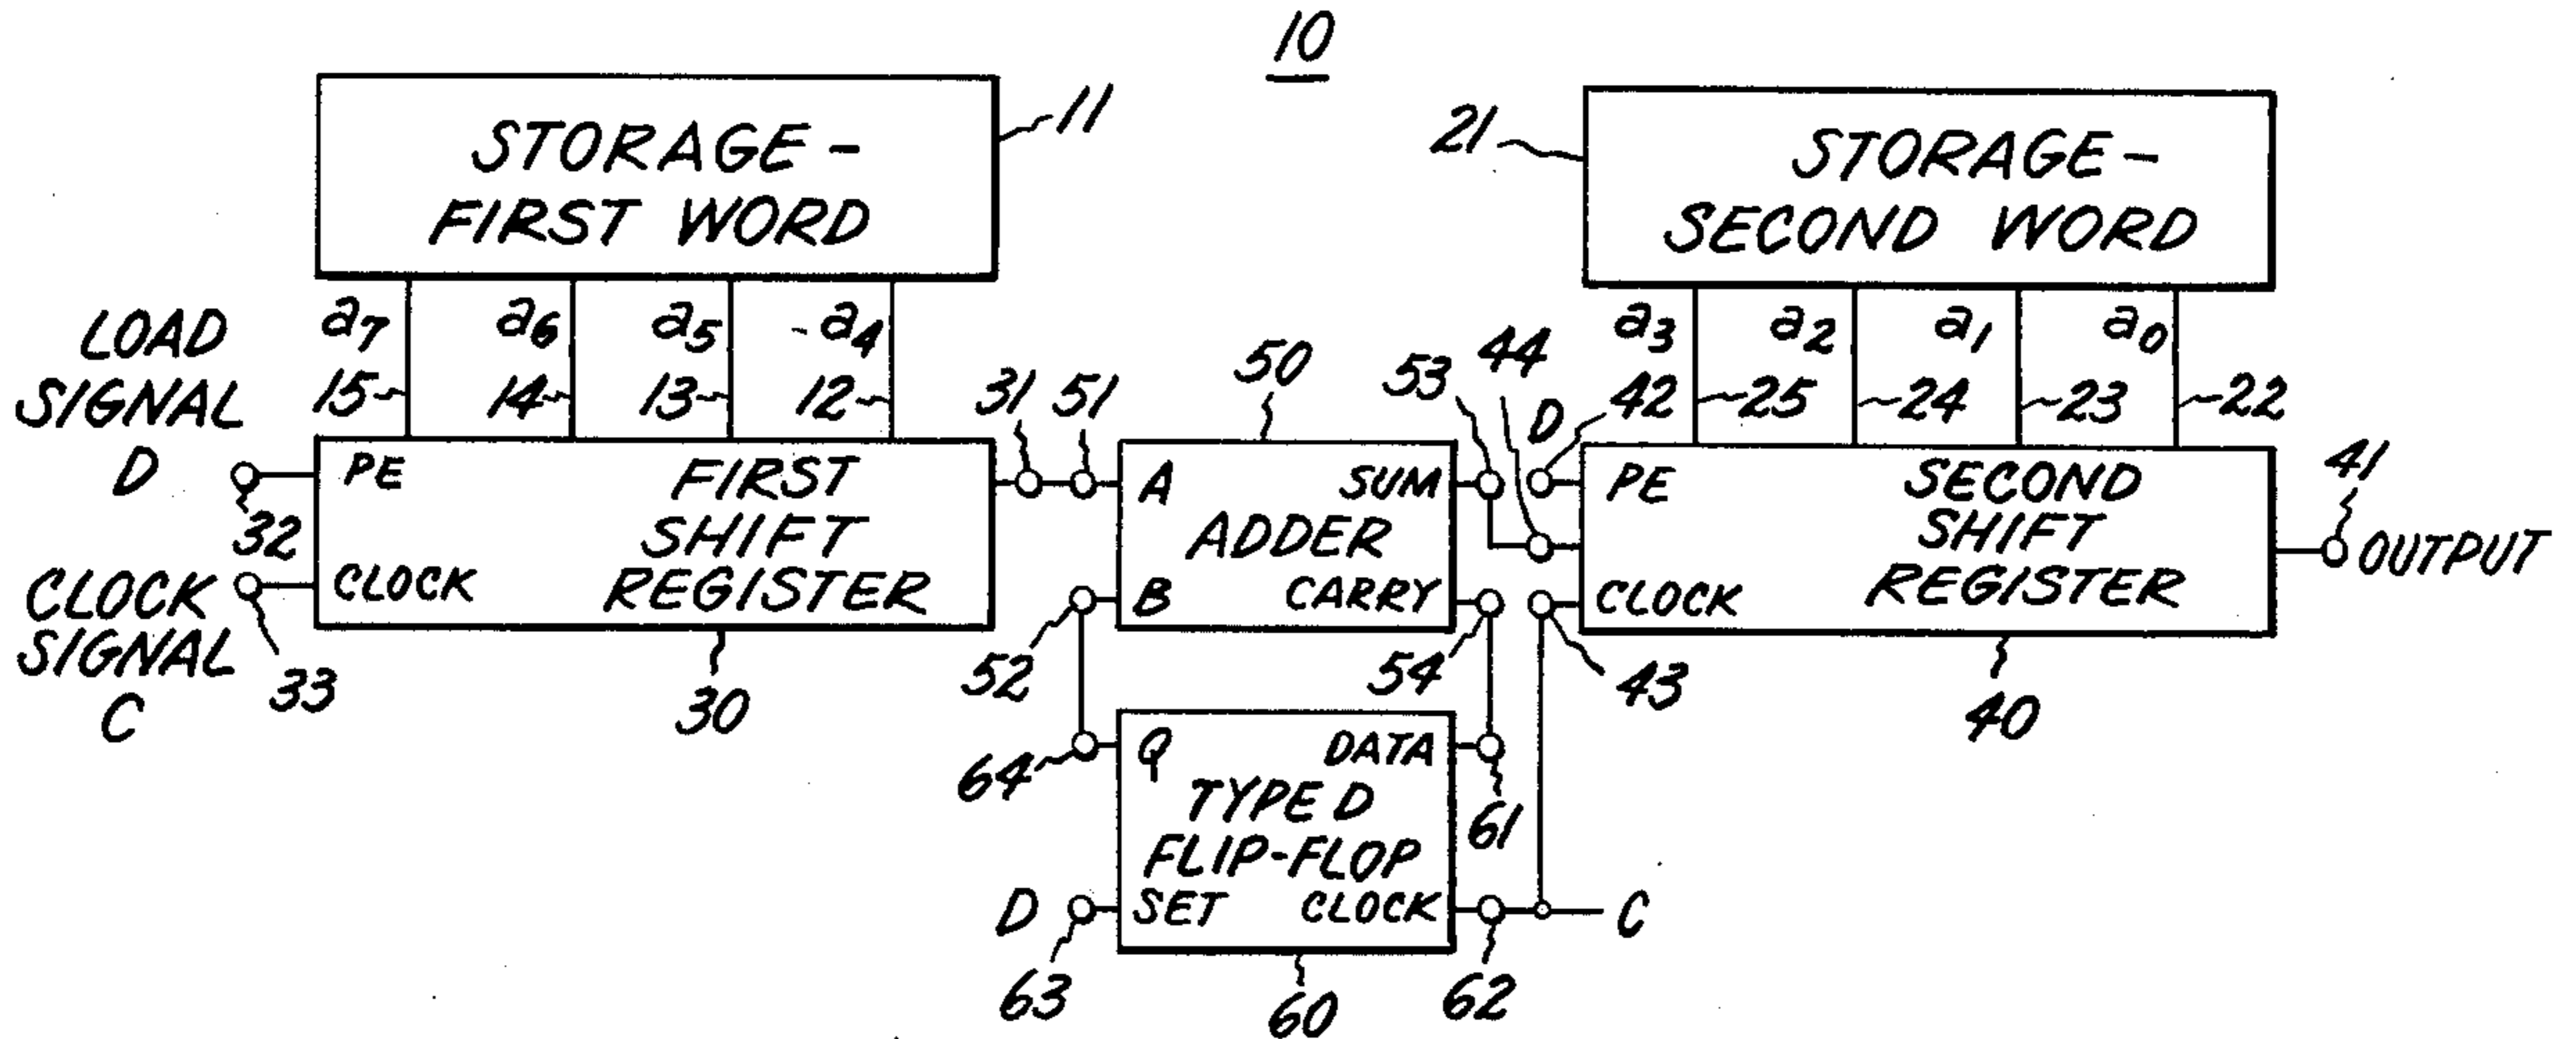 10
STORAGE-
FIRST WORD
11
21
STORAGE-
SECOND WORD
LOAD
SIGNAL
D
a7
a6
a5
a4
15
14
13
12
31
51
50
53
44
D
42
a3
a2
a1
a0
25
24
23
22
41
32
PE
CLOCK
FIRST
SHIFT
REGISTER
A
SUM
ADDER
B
CARRY
PE
CLOCK
SECOND
SHIFT
REGISTER
OUTPUT
CLOCK
SIGNAL
C
33
30
52
54
43
40
64
Q
DATA
TYPE D
FLIP-FLOP
SET
CLOCK
61
D
63
60
62
C